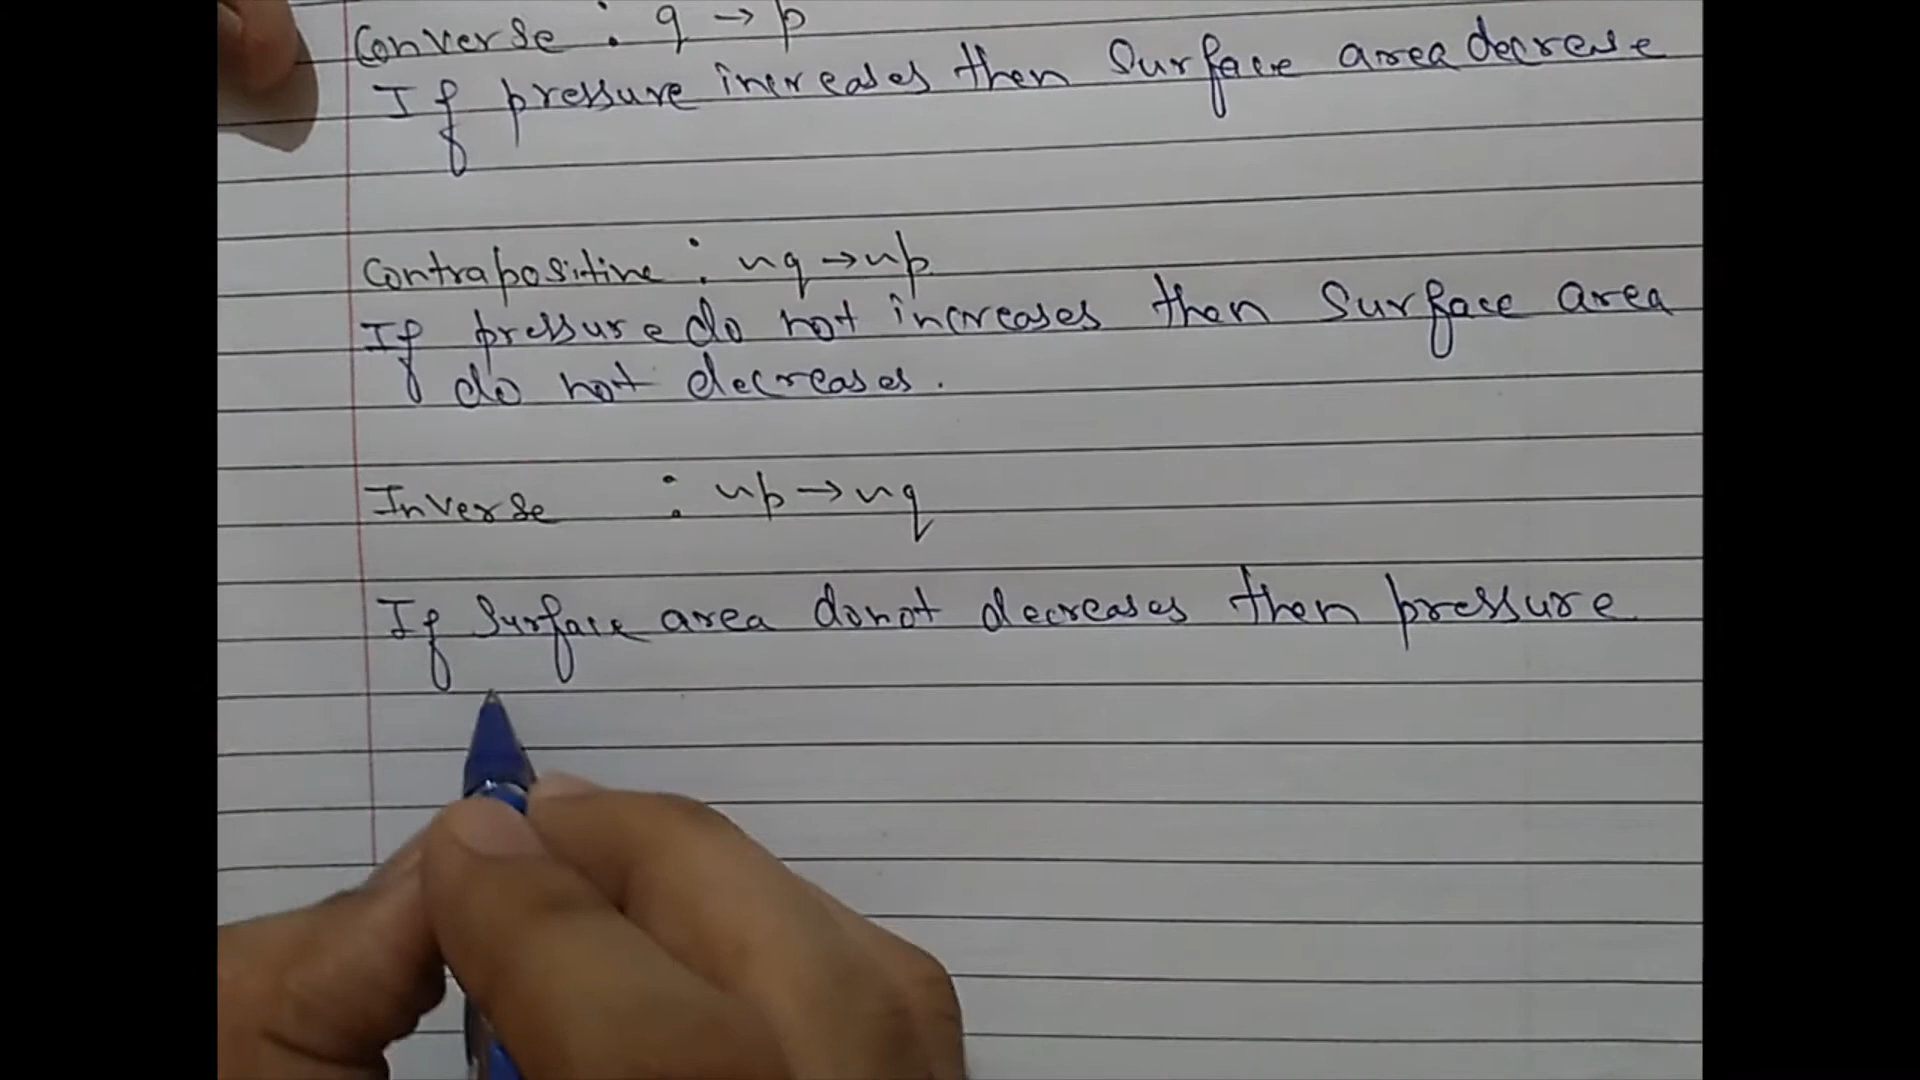 Converse : q → p
If pressure increases then Surface area decrease
Contrapositive : ~q → ~p
If pressure do not increases then Surface area
do not decreases.
Inverse : ~p → ~q
If Surface area donot decreases then pressure